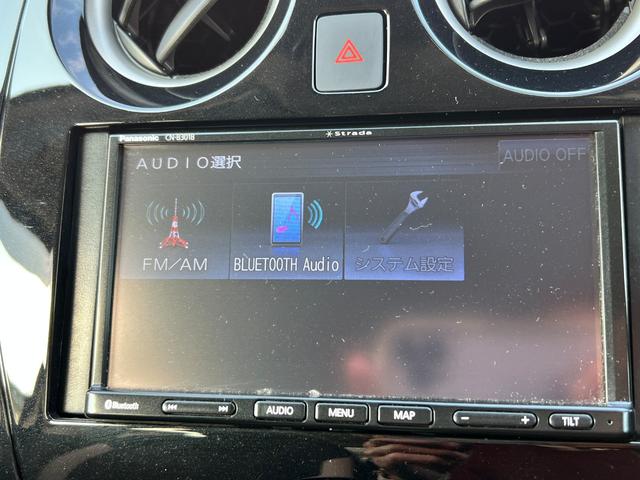 Panasonic CN-B301B
Strada
AUDIO選択
AUDIO OFF
FM/AM
BLUETOOTH Audio
システム設定
Bluetooth
AUDIO
MENU
MAP
− +
TILT